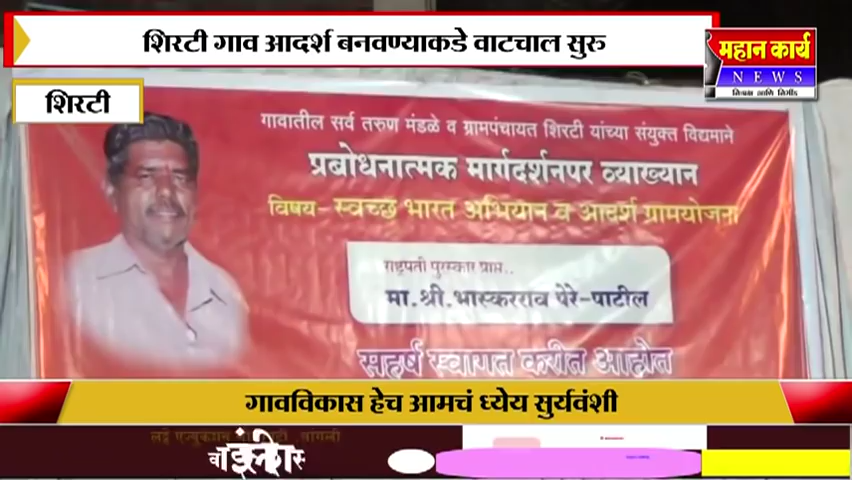 शिरटी गाव आदर्श बनवण्याकडे वाटचाल सुरु
महान कार्य
NEWS
शिरटी
गावातील सर्व तरुण मंडळे व ग्रामपंचायत शिरटी यांच्या संयुक्त विद्यमाने
प्रबोधनात्मक मार्गदर्शनपर व्याख्यान
विषय- स्वच्छ भारत अभियान व आदर्श ग्रामयोजना
राष्ट्रपती पुरस्कार प्राप्त..
मा.श्री.भास्करराव पेरे-पाटील
सहर्ष स्वागत करीत आहोत
गावविकास हेच आमचं ध्येय सुर्यवंशी